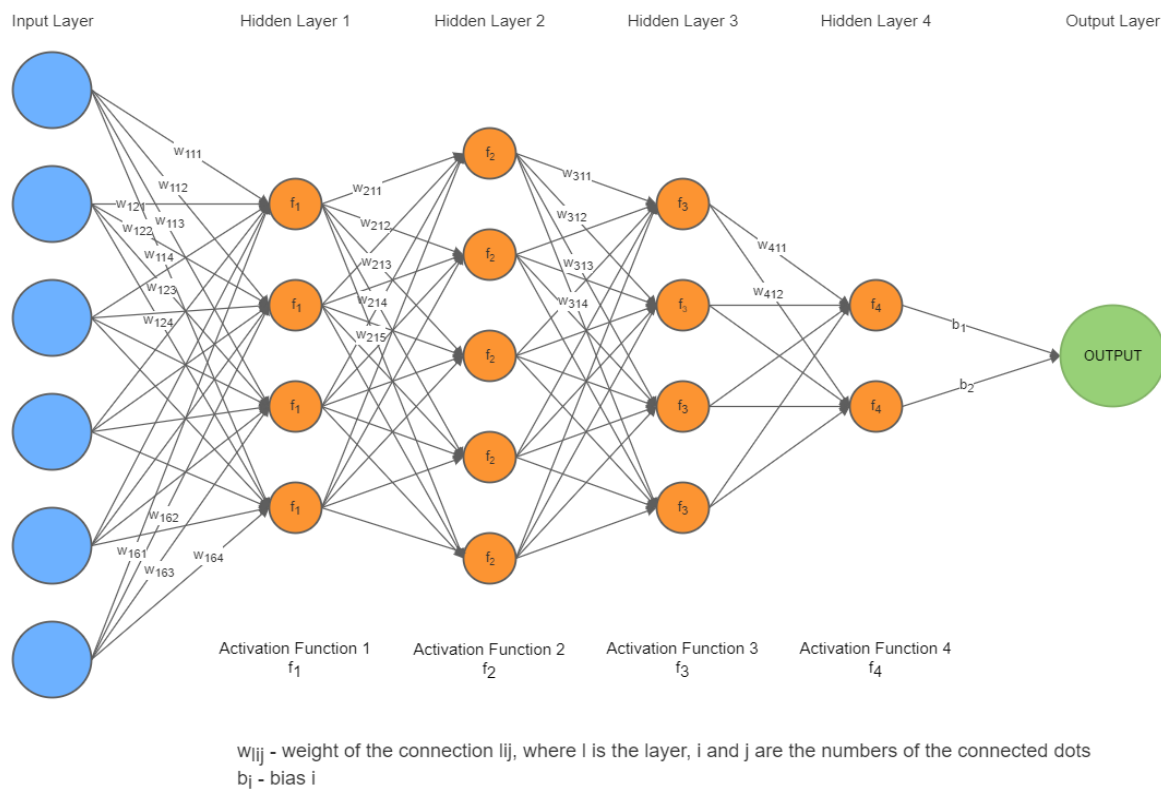 Input Layer Hidden Layer 1 Hidden Layer 2 Hidden Layer 3 Hidden Layer 4 Output Layer
w111
w112
w121
w113
w122
w114
w123
w124
w162
w161
w164
w163
f1
f1
f1
f1
w211
w212
w213
w214
w215
f2
f2
f2
f2
f2
w311
w312
w313
w314
f3
f3
f3
f3
w411
w412
f4
f4
b1
b2
OUTPUT
Activation Function 1 Activation Function 2 Activation Function 3 Activation Function 4
f1 f2 f3 f4
wlij - weight of the connection lij, where l is the layer, i and j are the numbers of the connected dots
bi - bias i